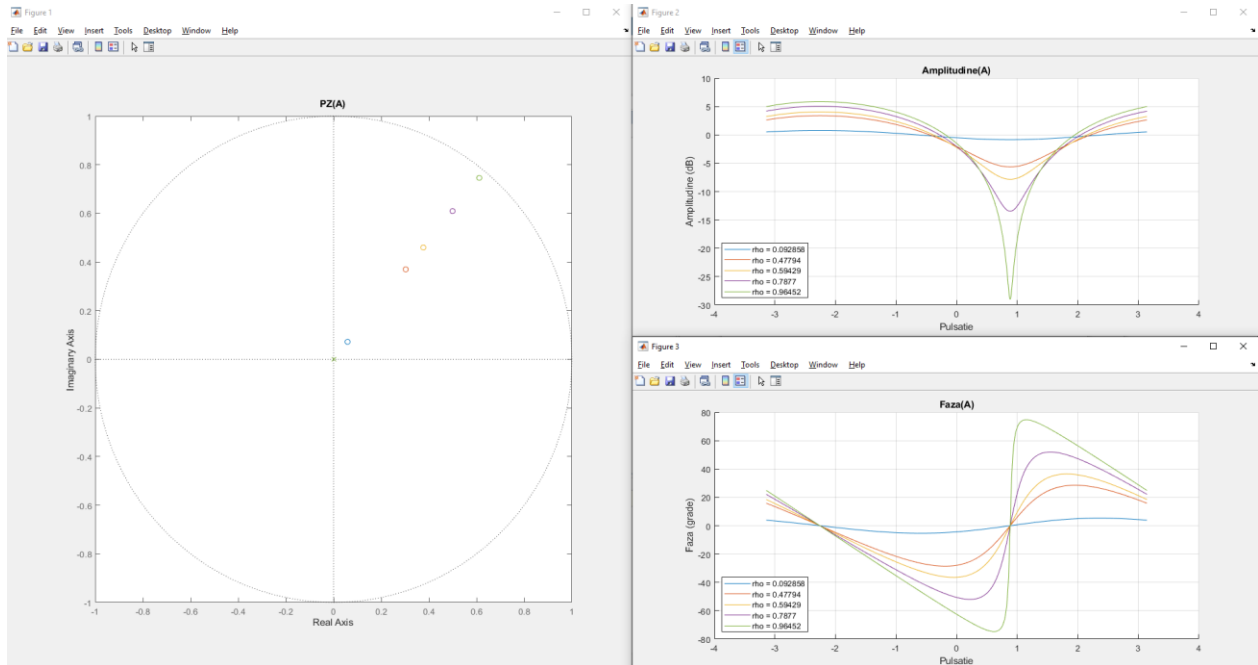 Figure 1
File Edit View Insert Tools Desktop Window Help
PZ(A)
1
0.8
0.6
0.4
0.2
0
-0.2
-0.4
-0.6
-0.8
-1
Imaginary Axis
-1 -0.8 -0.6 -0.4 -0.2 0 0.2 0.4 0.6 0.8 1
Real Axis
Figure 2
File Edit View Insert Tools Desktop Window Help
Amplitudine(A)
10
5
0
-5
-10
-15
-20
-25
-30
Amplitudine (dB)
rho = 0.092858
rho = 0.47794
rho = 0.59429
rho = 0.7877
rho = 0.96452
-4 -3 -2 -1 0 1 2 3 4
Pulsatie
Figure 3
File Edit View Insert Tools Desktop Window Help
Faza(A)
80
60
40
20
0
-20
-40
-60
-80
Faza (grade)
rho = 0.092858
rho = 0.47794
rho = 0.59429
rho = 0.7877
rho = 0.96452
-4 -3 -2 -1 0 1 2 3 4
Pulsatie